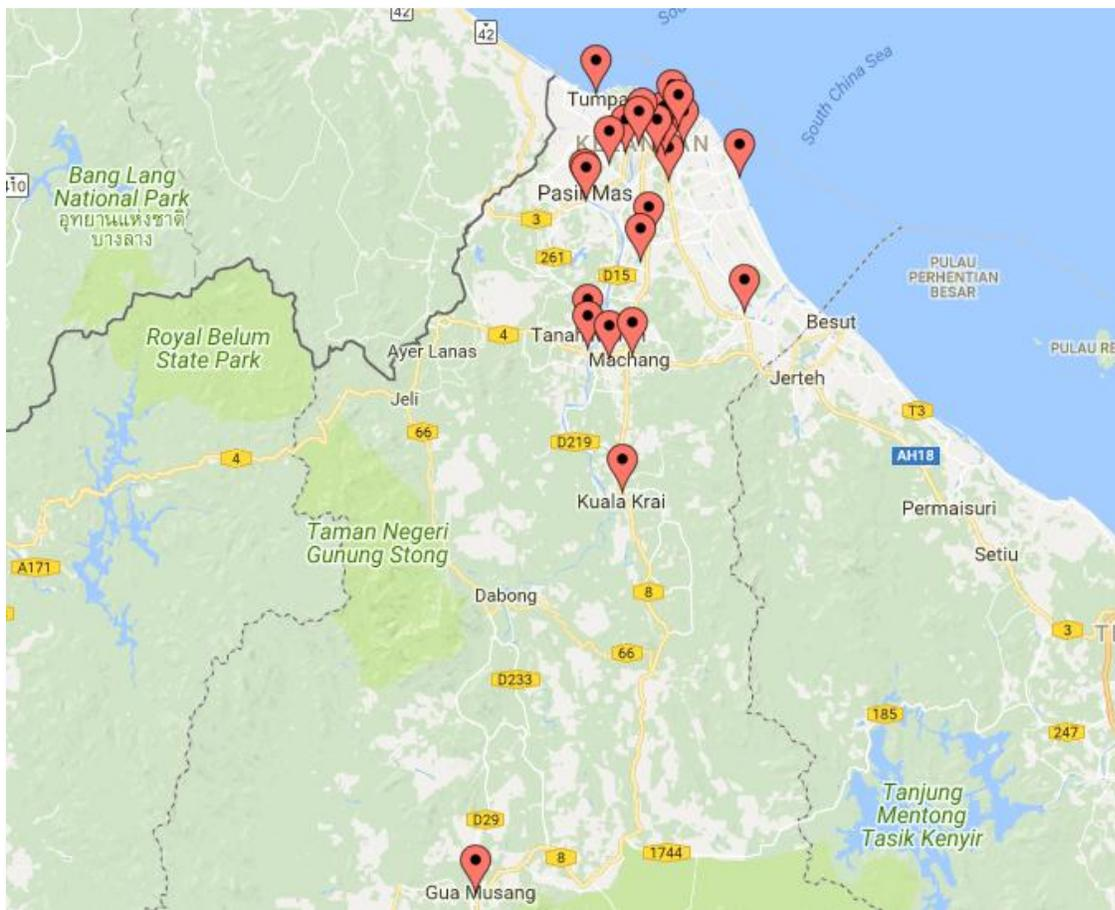 42
42
So
South China Sea
Tumpa
KELANTAN
Bang Lang
National Park
อุทยานแห่งชาติ
บางลาง
410
Pasir Mas
3
261
D15
PULAU
PERHENTIAN
BESAR
Royal Belum
State Park
4
Tanah
Ayer Lanas
Machang
Besut
PULAU RE
Jerteh
Jeli
66
T3
D219
4
AH18
Kuala Krai
Permaisuri
Taman Negeri
Gunung Stong
Setiu
A171
Dabong
8
3
T
66
D233
185
247
Tanjung
Mentong
Tasik Kenyir
D29
8
1744
Gua Musang